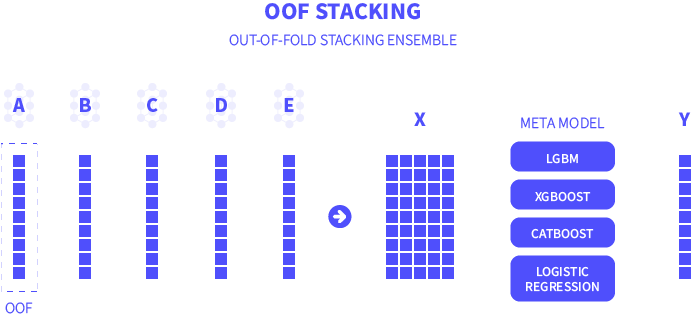 OOF STACKING
OUT-OF-FOLD STACKING ENSEMBLE
A B C D E
X
META MODEL
Y
LGBM
XGBOOST
CATBOOST
LOGISTIC
REGRESSION
OOF